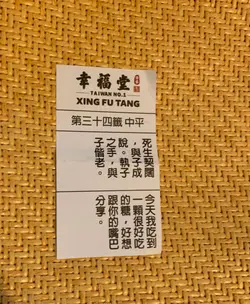 幸福堂
TAIWAN NO.1
XING FU TANG
第三十四籤 中平
死生契闊
，與子成
說。執子
之手，與
子偕老。
今天我吃到
一顆很好吃
的糖，好想
跟你的嘴巴
分享。